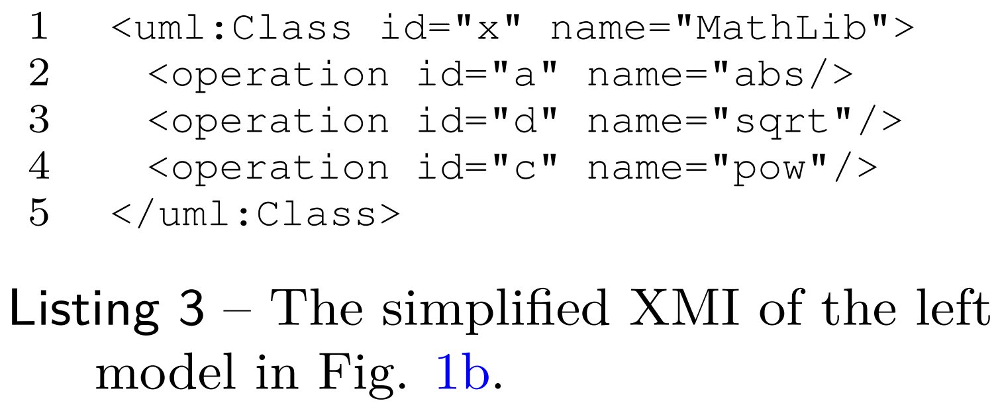 1 <uml:Class id="x" name="MathLib">
2 <operation id="a" name="abs/>
3 <operation id="d" name="sqrt"/>
4 <operation id="c" name="pow"/>
5 </uml:Class>
Listing 3 – The simplified XMI of the left
model in Fig. 1b.